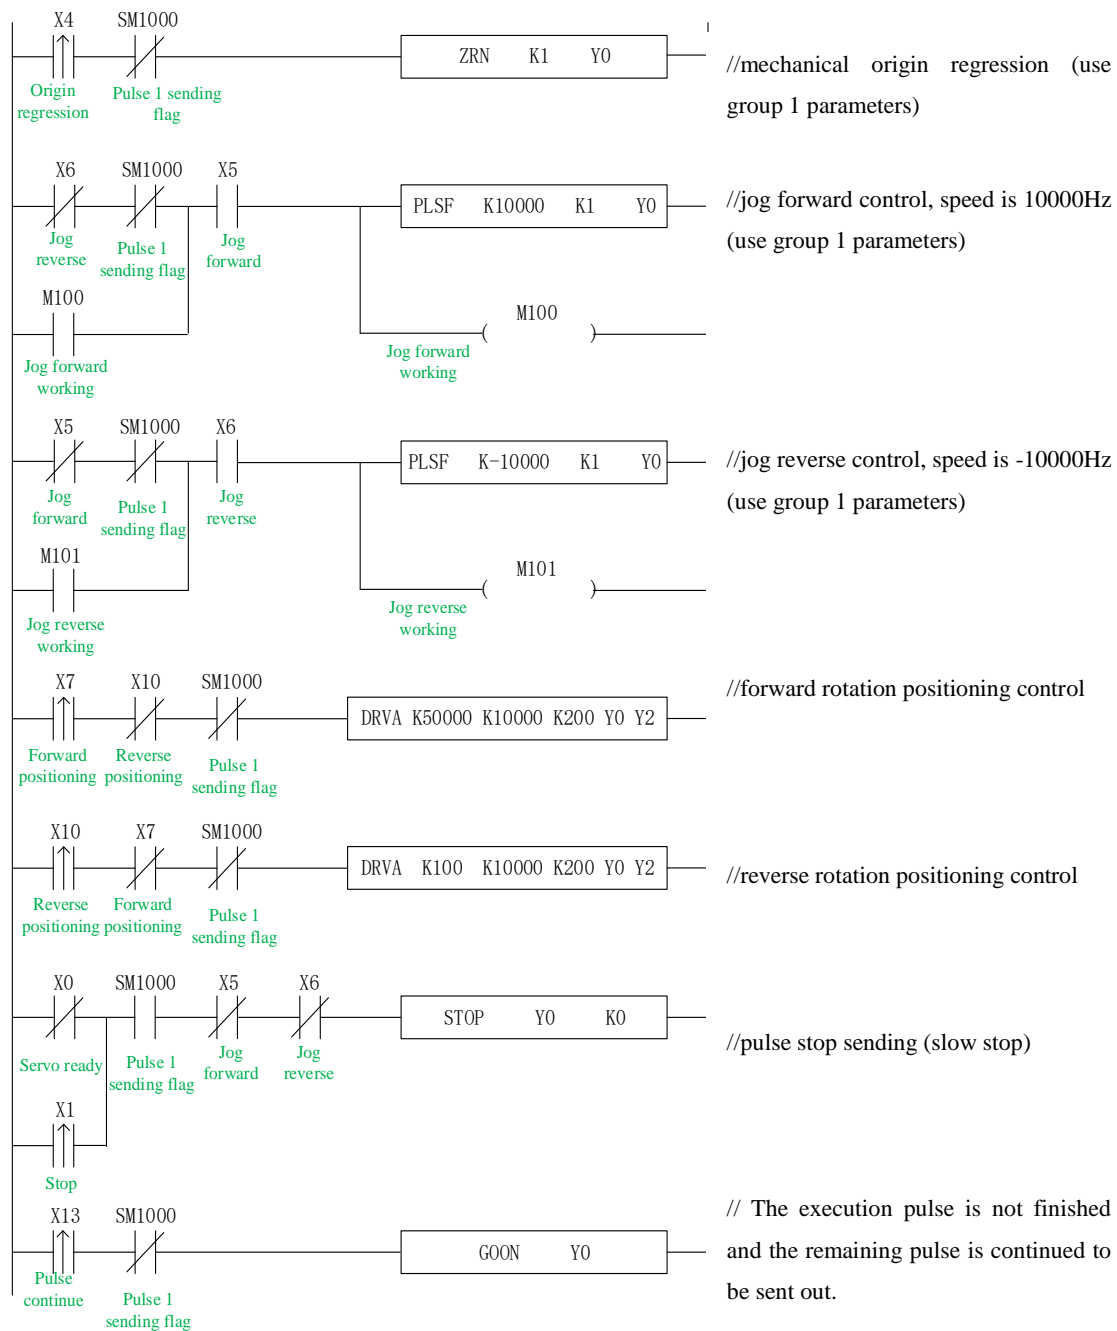 X4 SM1000
ZRN K1 Y0
Origin regression
Pulse 1 sending flag
//mechanical origin regression (use
group 1 parameters)
X6 SM1000 X5
PLSF K10000 K1 Y0
Jog reverse
Pulse 1 sending flag
Jog forward
//jog forward control, speed is 10000Hz
(use group 1 parameters)
M100
M100
Jog forward working
Jog forward working
X5 SM1000 X6
PLSF K-10000 K1 Y0
Jog forward
Pulse 1 sending flag
Jog reverse
//jog reverse control, speed is -10000Hz
(use group 1 parameters)
M101
M101
Jog reverse working
Jog reverse working
X7 X10 SM1000
DRVA K50000 K10000 K200 Y0 Y2
Forward positioning
Reverse positioning
Pulse 1 sending flag
//forward rotation positioning control
X10 X7 SM1000
DRVA K100 K10000 K200 Y0 Y2
Reverse positioning
Forward positioning
Pulse 1 sending flag
//reverse rotation positioning control
X0 SM1000 X5 X6
STOP Y0 K0
Servo ready
Pulse 1 sending flag
Jog forward
Jog reverse
//pulse stop sending (slow stop)
X1
Stop
X13 SM1000
GOON Y0
Pulse continue
Pulse 1 sending flag
// The execution pulse is not finished
and the remaining pulse is continued to
be sent out.